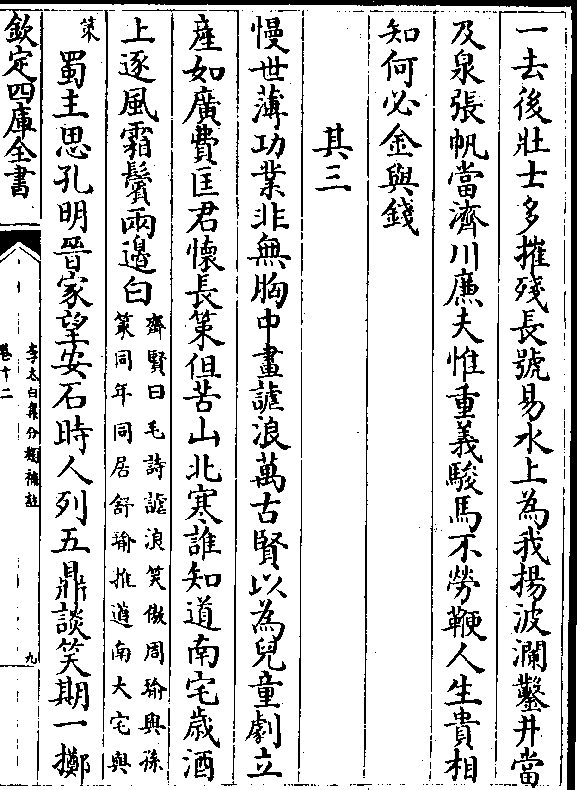 一去後壯士多摧殘長號易水上為我揚波瀾鑿井當
及泉張帆當濟川廉夫惟重義駿馬不勞鞭人生貴相
知何必金與錢
其三
慢世薄功業非無胸中畫謔浪萬古賢以為兒童劇立
產如廣費匡君懷長策但苦山北寒誰知道南宅歲酒
上逐風霜鬢兩邉白
齊賢曰毛詩謔浪笑傲周瑜與孫
策同年同居舒瑜推道南大宅與
策
蜀主思孔明晉家望安石時人列五鼎談笑期一擲
欽定四庫全書
李太白集分類補註
卷十二
九